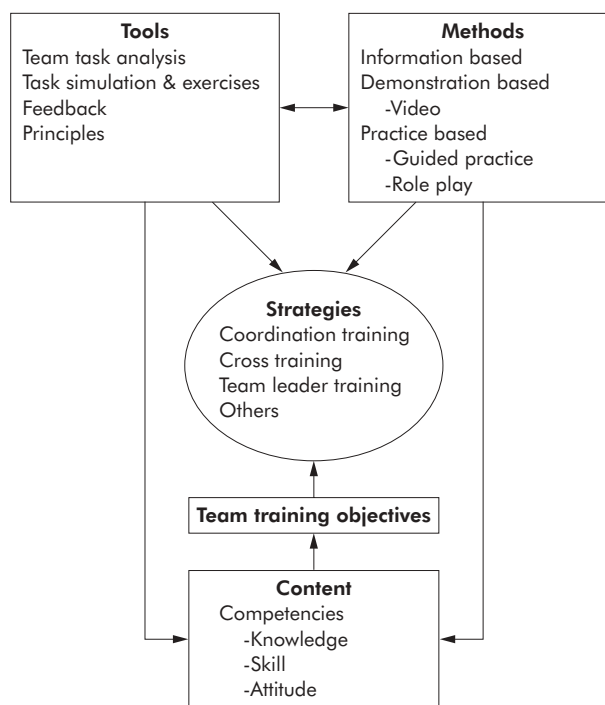 Tools
Team task analysis
Task simulation & exercises
Feedback
Principles
Methods
Information based
Demonstration based
-Video
Practice based
-Guided practice
-Role play
Strategies
Coordination training
Cross training
Team leader training
Others
Team training objectives
Content
Competencies
-Knowledge
-Skill
-Attitude